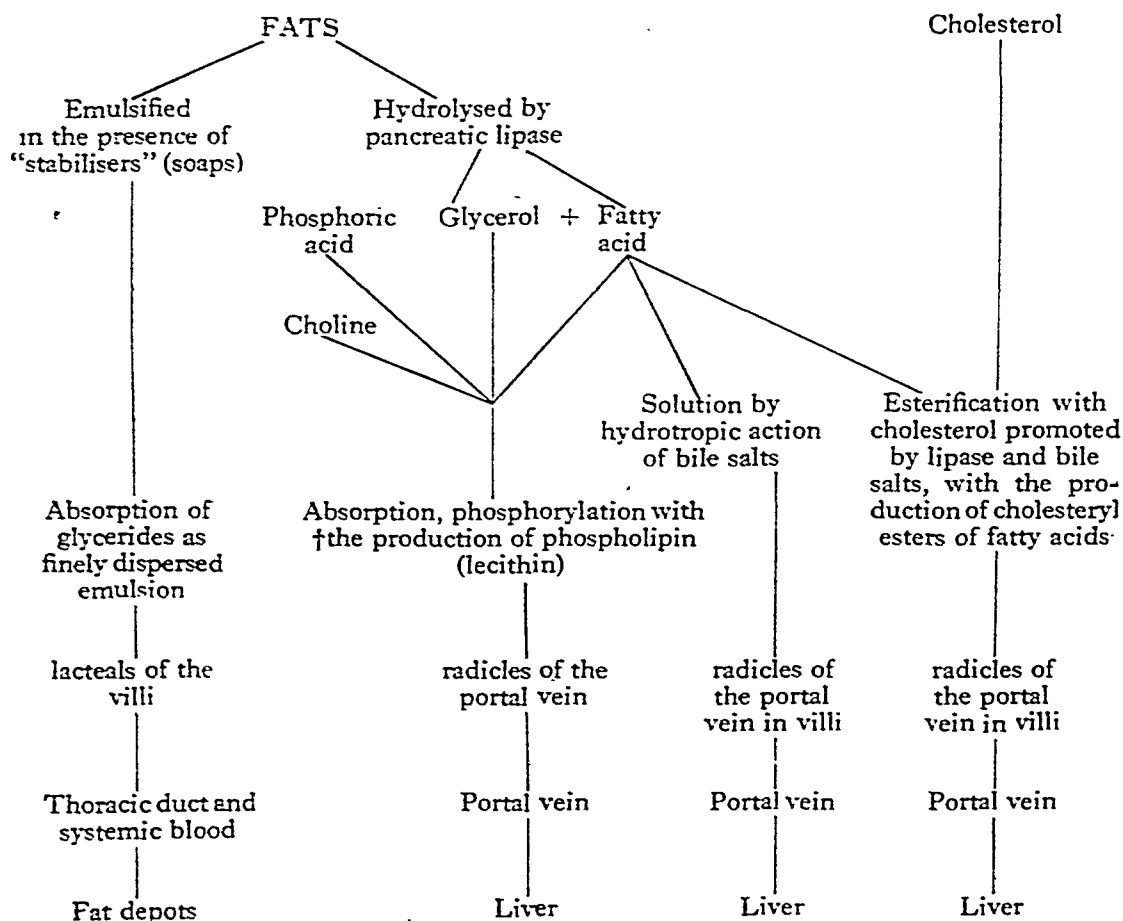 FATS
Cholesterol
Emulsified
in the presence of
“stabilisers” (soaps)
Hydrolysed by
pancreatic lipase
Phosphoric
acid
Glycerol + Fatty
acid
Choline
Solution by
hydrotropic action
of bile salts
Esterification with
cholesterol promoted
by lipase and bile
salts, with the pro-
duction of cholesteryl
esters of fatty acids
Absorption of
glycerides as
finely dispersed
emulsion
Absorption, phosphorylation with
†the production of phospholipin
(lecithin)
lacteals of the
villi
radicles of the
portal vein
radicles of
the portal
vein in villi
radicles of
the portal
vein in villi
Thoracic duct and
systemic blood
Portal vein
Portal vein
Portal vein
Fat depots
Liver
Liver
Liver